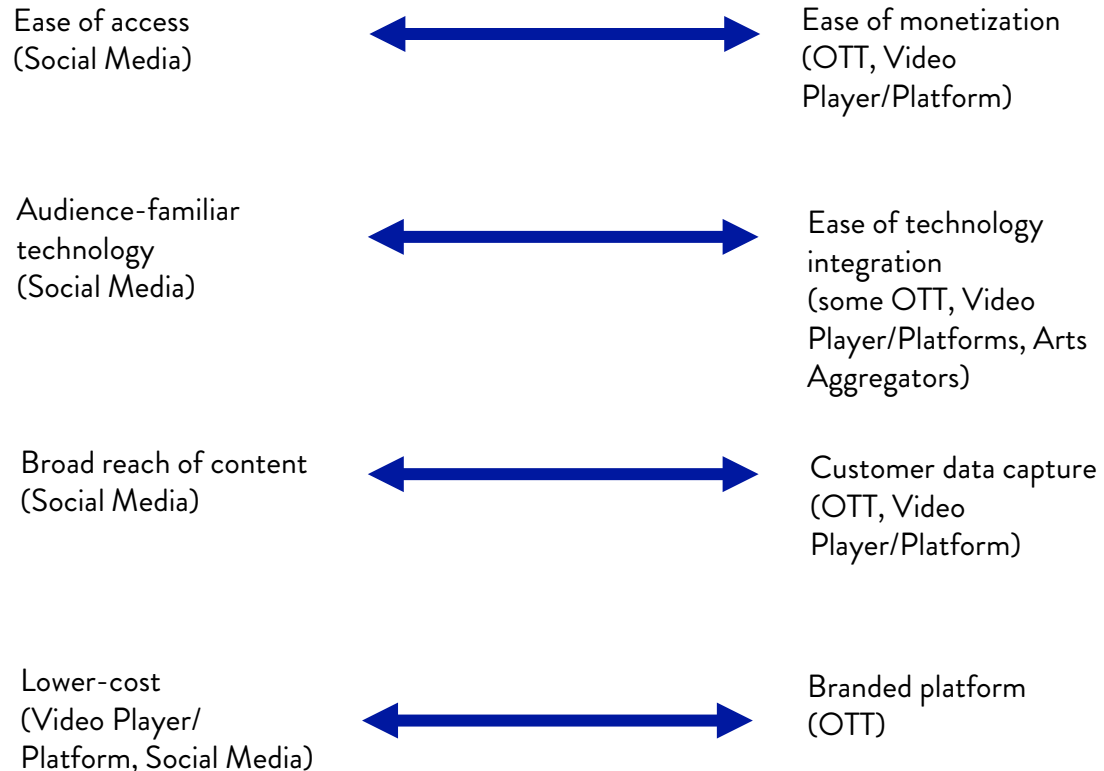 Ease of access
(Social Media)
Ease of monetization
(OTT, Video
Player/Platform)
Audience-familiar
technology
(Social Media)
Ease of technology
integration
(some OTT, Video
Player/Platforms, Arts
Aggregators)
Broad reach of content
(Social Media)
Customer data capture
(OTT, Video
Player/Platform)
Lower-cost
(Video Player/
Platform, Social Media)
Branded platform
(OTT)